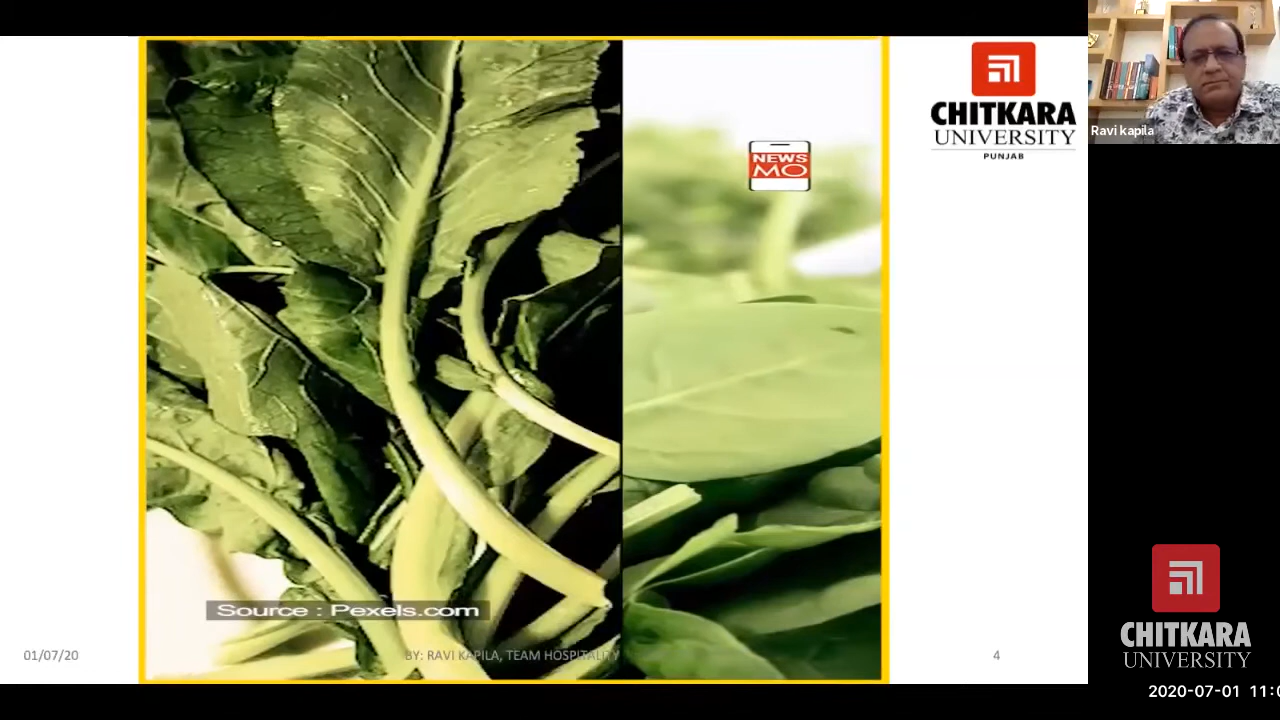 NEWS
MO
CHITKARA
UNIVERSITY
PUNJAB
Ravi kapila
Source : Pexels.com
01/07/20
BY: RAVI KAPILA, TEAM HOSPITALITY
4
CHITKARA
UNIVERSITY
2020-07-01 11:0